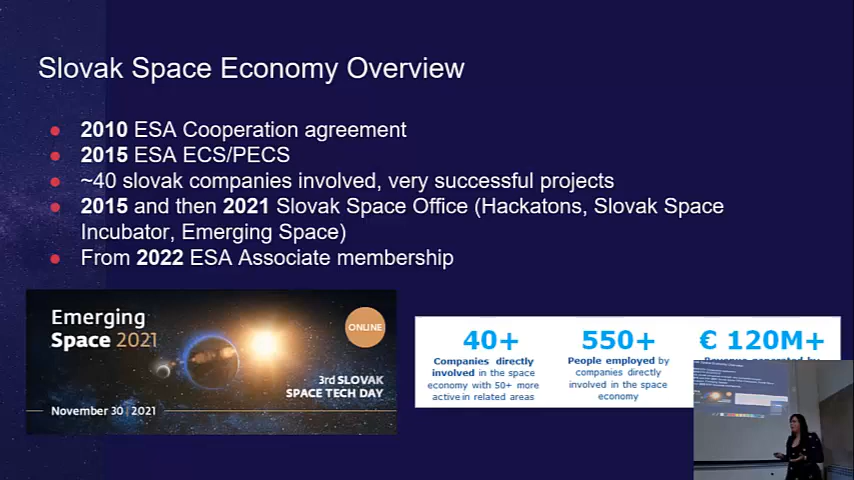 Slovak Space Economy Overview
2010 ESA Cooperation agreement
2015 ESA ECS/PECS
~40 slovak companies involved, very successful projects
2015 and then 2021 Slovak Space Office (Hackatons, Slovak Space
Incubator, Emerging Space)
From 2022 ESA Associate membership
Emerging
Space 2021
ONLINE
3rd SLOVAK
SPACE TECH DAY
November 30 | 2021
40+
Companies directly
involved in the space
economy with 50+ more
active in related areas
550+
People employed by
companies directly
involved in the space
economy
€ 120M+
Revenue generated by